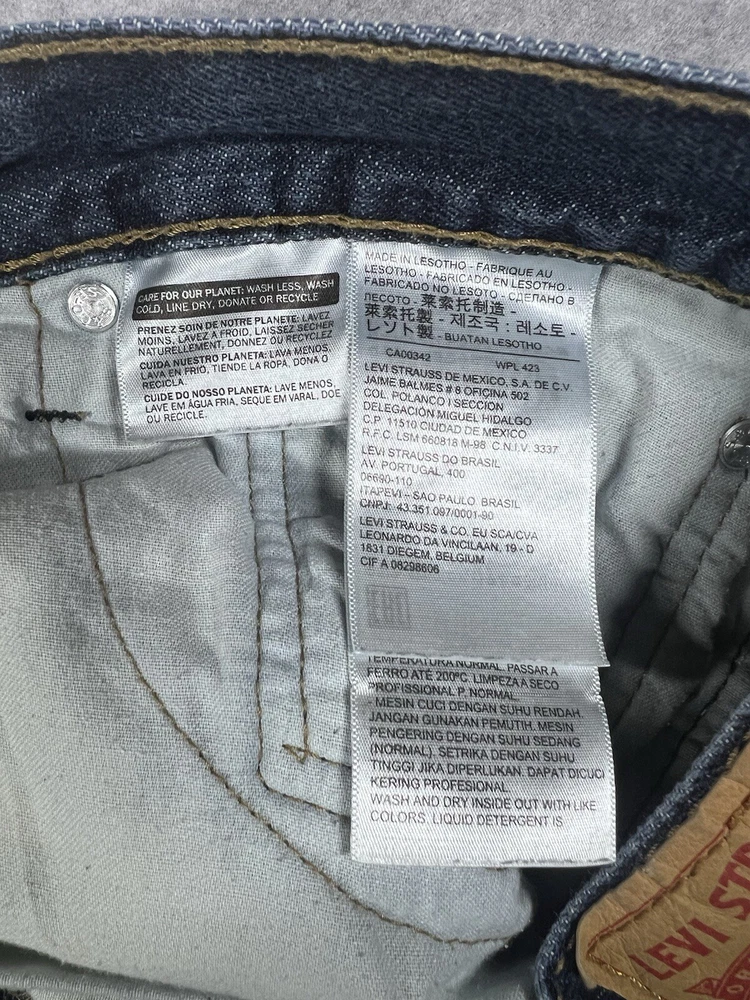 CARE FOR OUR PLANET: WASH LESS, WASH
COLD, LINE DRY, DONATE OR RECYCLE
PRENEZ SOIN DE NOTRE PLANETE: LAVEZ
MOINS, LAVEZ A FROID, LAISSEZ SÉCHER
NATURELLEMENT, DONNEZ OU RECYCLEZ
CUIDA NUESTRO PLANETA: LAVA MENOS,
LAVA EN FRIO, TIENDE LA ROPA, DONA O
RECICLA.
CUIDE DO NOSSO PLANETA: LAVE MENOS,
LAVE EM ÁGUA FRIA, SEQUE EM VARAL, DOE
OU RECICLE.
MADE IN LESOTHO - FABRIQUE AU
LESOTHO - FABRICADO EN LESOTHO -
FABRICADO NO LESOTO - СДЕЛАНО В
ЛЕСОТО - 莱索托制造 -
萊索托製 - 제조국 : 레소토 -
レソト製 - BUATAN LESOTHO
CA00342 WPL 423
LEVI STRAUSS DE MEXICO, S.A. DE C.V.
JAIME BALMES # 8 OFICINA 502
COL. POLANCO I SECCION
DELEGACIÓN MIGUEL HIDALGO
C.P. 11510 CIUDAD DE MEXICO
R.F.C. LSM 660818 M-98 C.N.I.V. 3337
LEVI STRAUSS DO BRASIL
AV. PORTUGAL, 400
06690-110
ITAPEVI - SAO PAULO BRASIL
CNPJ: 43.351.097/0001-90
LEVI STRAUSS & CO. EU SCA/CVA
LEONARDO DA VINCILAAN, 19 - D
1831 DIEGEM, BELGIUM
CIF A 08298606
EAC
TEMPERATURA NORMAL. PASSAR A
FERRO ATÉ 200ºC. LIMPEZA A SECO
PROFISSIONAL P. NORMAL
- MESIN CUCI DENGAN SUHU RENDAH.
JANGAN GUNAKAN PEMUTIH. MESIN
PENGERING DENGAN SUHU SEDANG
(NORMAL). SETRIKA DENGAN SUHU
TINGGI JIKA DIPERLUKAN. DAPAT DICUCI
KERING PROFESIONAL
WASH AND DRY INSIDE OUT WITH LIKE
COLORS. LIQUID DETERGENT IS
LEVI STR